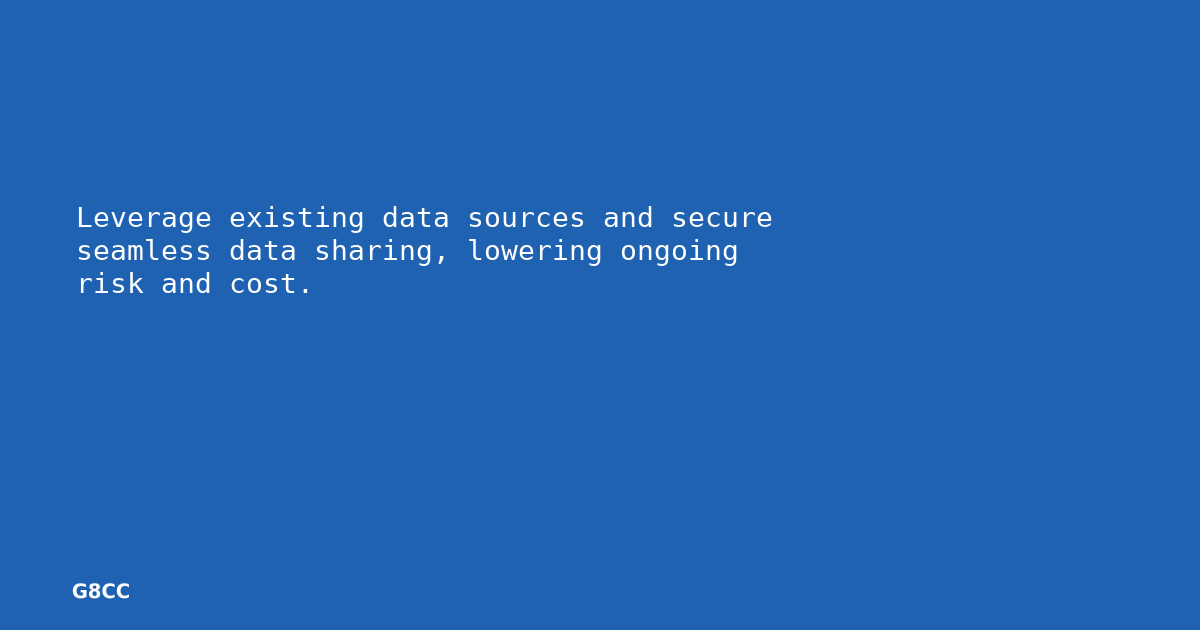 Leverage existing data sources and secure
seamless data sharing, lowering ongoing
risk and cost.
G8CC